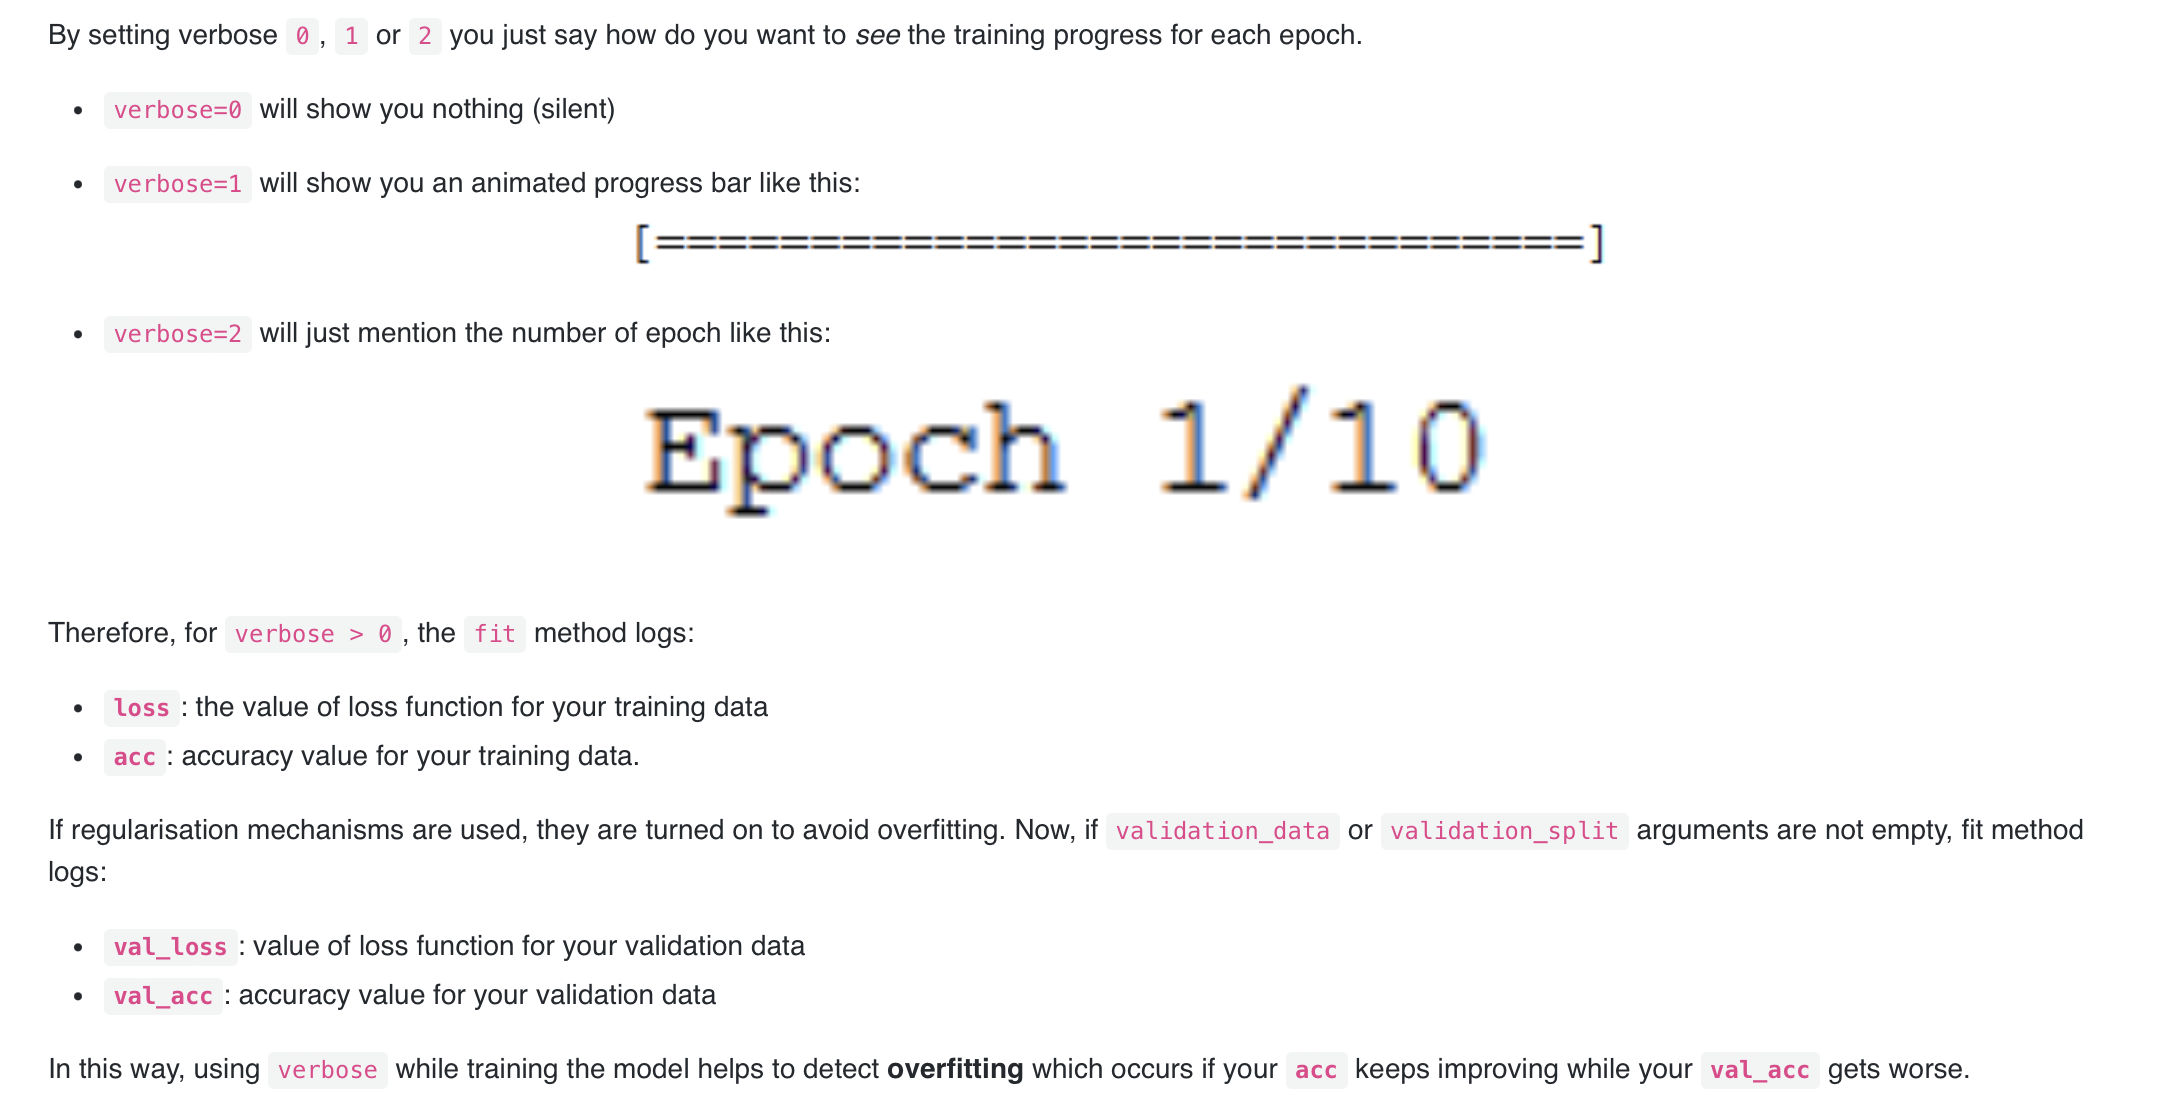 By setting verbose 0, 1 or 2 you just say how do you want to see the training progress for each epoch.
• verbose=0 will show you nothing (silent)
• verbose=1 will show you an animated progress bar like this:
[==============================]
• verbose=2 will just mention the number of epoch like this:
Epoch 1/10
Therefore, for verbose > 0, the fit method logs:
• loss: the value of loss function for your training data
• acc: accuracy value for your training data.
If regularisation mechanisms are used, they are turned on to avoid overfitting. Now, if validation_data or validation_split arguments are not empty, fit method
logs:
• val_loss: value of loss function for your validation data
• val_acc: accuracy value for your validation data
In this way, using verbose while training the model helps to detect overfitting which occurs if your acc keeps improving while your val_acc gets worse.